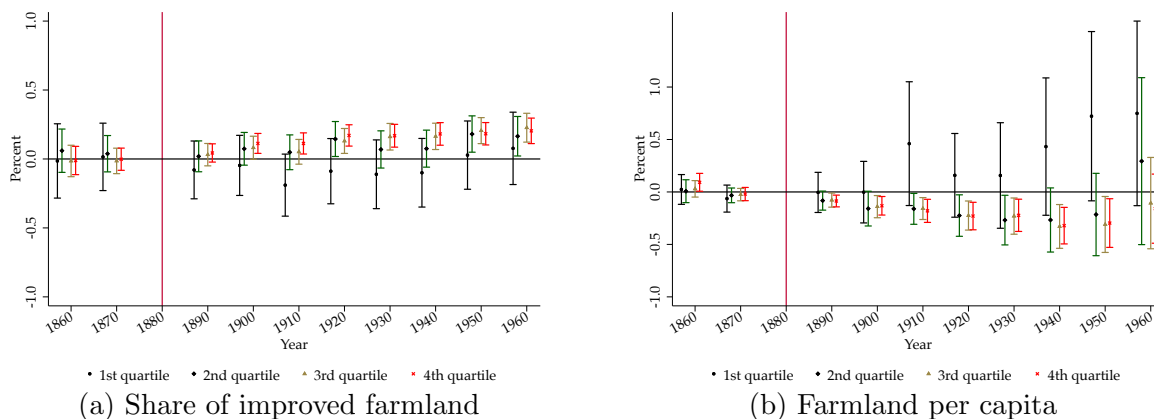 1.0
0.5
0.0
-0.5
-1.0
Percent
1860 1870 1880 1890 1900 1910 1920 1930 1940 1950 1960
Year
1st quartile 2nd quartile 3rd quartile 4th quartile
(a) Share of improved farmland
1.0
0.5
0.0
-0.5
-1.0
Percent
1860 1870 1880 1890 1900 1910 1920 1930 1940 1950 1960
Year
1st quartile 2nd quartile 3rd quartile 4th quartile
(b) Farmland per capita